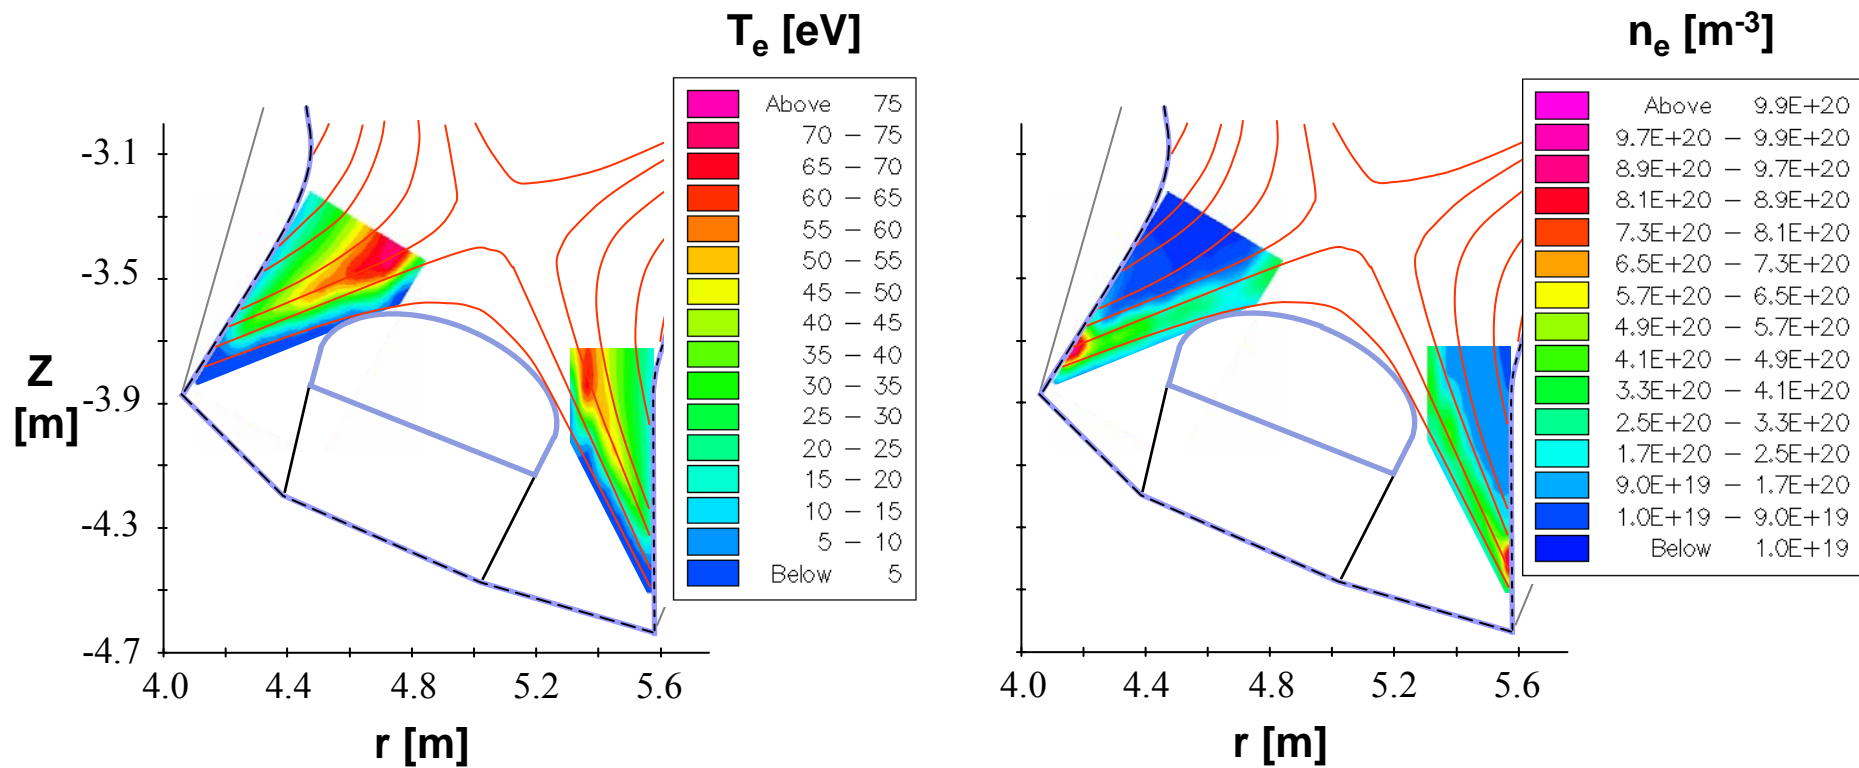 T_e [eV]
Above 75
70 – 75
65 – 70
60 – 65
55 – 60
50 – 55
45 – 50
40 – 45
35 – 40
30 – 35
25 – 30
20 – 25
15 – 20
10 – 15
5 – 10
Below 5
-3.1
-3.5
-3.9
-4.3
-4.7
Z
[m]
4.0 4.4 4.8 5.2 5.6
r [m]
n_e [m^-3]
Above 9.9E+20
9.7E+20 – 9.9E+20
8.9E+20 – 9.7E+20
8.1E+20 – 8.9E+20
7.3E+20 – 8.1E+20
6.5E+20 – 7.3E+20
5.7E+20 – 6.5E+20
4.9E+20 – 5.7E+20
4.1E+20 – 4.9E+20
3.3E+20 – 4.1E+20
2.5E+20 – 3.3E+20
1.7E+20 – 2.5E+20
9.0E+19 – 1.7E+20
1.0E+19 – 9.0E+19
Below 1.0E+19
4.0 4.4 4.8 5.2 5.6
r [m]